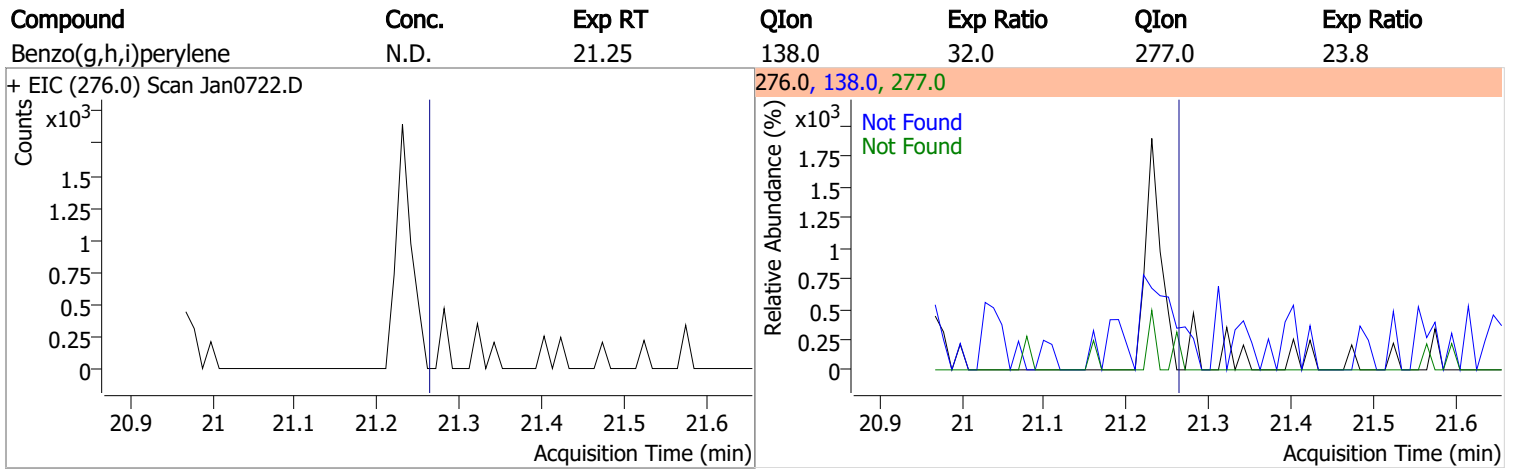 Compound Conc. Exp RT QIon Exp Ratio QIon Exp Ratio
Benzo(g,h,i)perylene N.D. 21.25 138.0 32.0 277.0 23.8
+ EIC (276.0) Scan Jan0722.D
Counts
x10³
1.5
1.25
1
0.75
0.5
0.25
0
20.9 21 21.1 21.2 21.3 21.4 21.5 21.6
Acquisition Time (min)
276.0, 138.0, 277.0
Relative Abundance (%)
x10³
Not Found
Not Found
1.75
1.5
1.25
1
0.75
0.5
0.25
0
20.9 21 21.1 21.2 21.3 21.4 21.5 21.6
Acquisition Time (min)